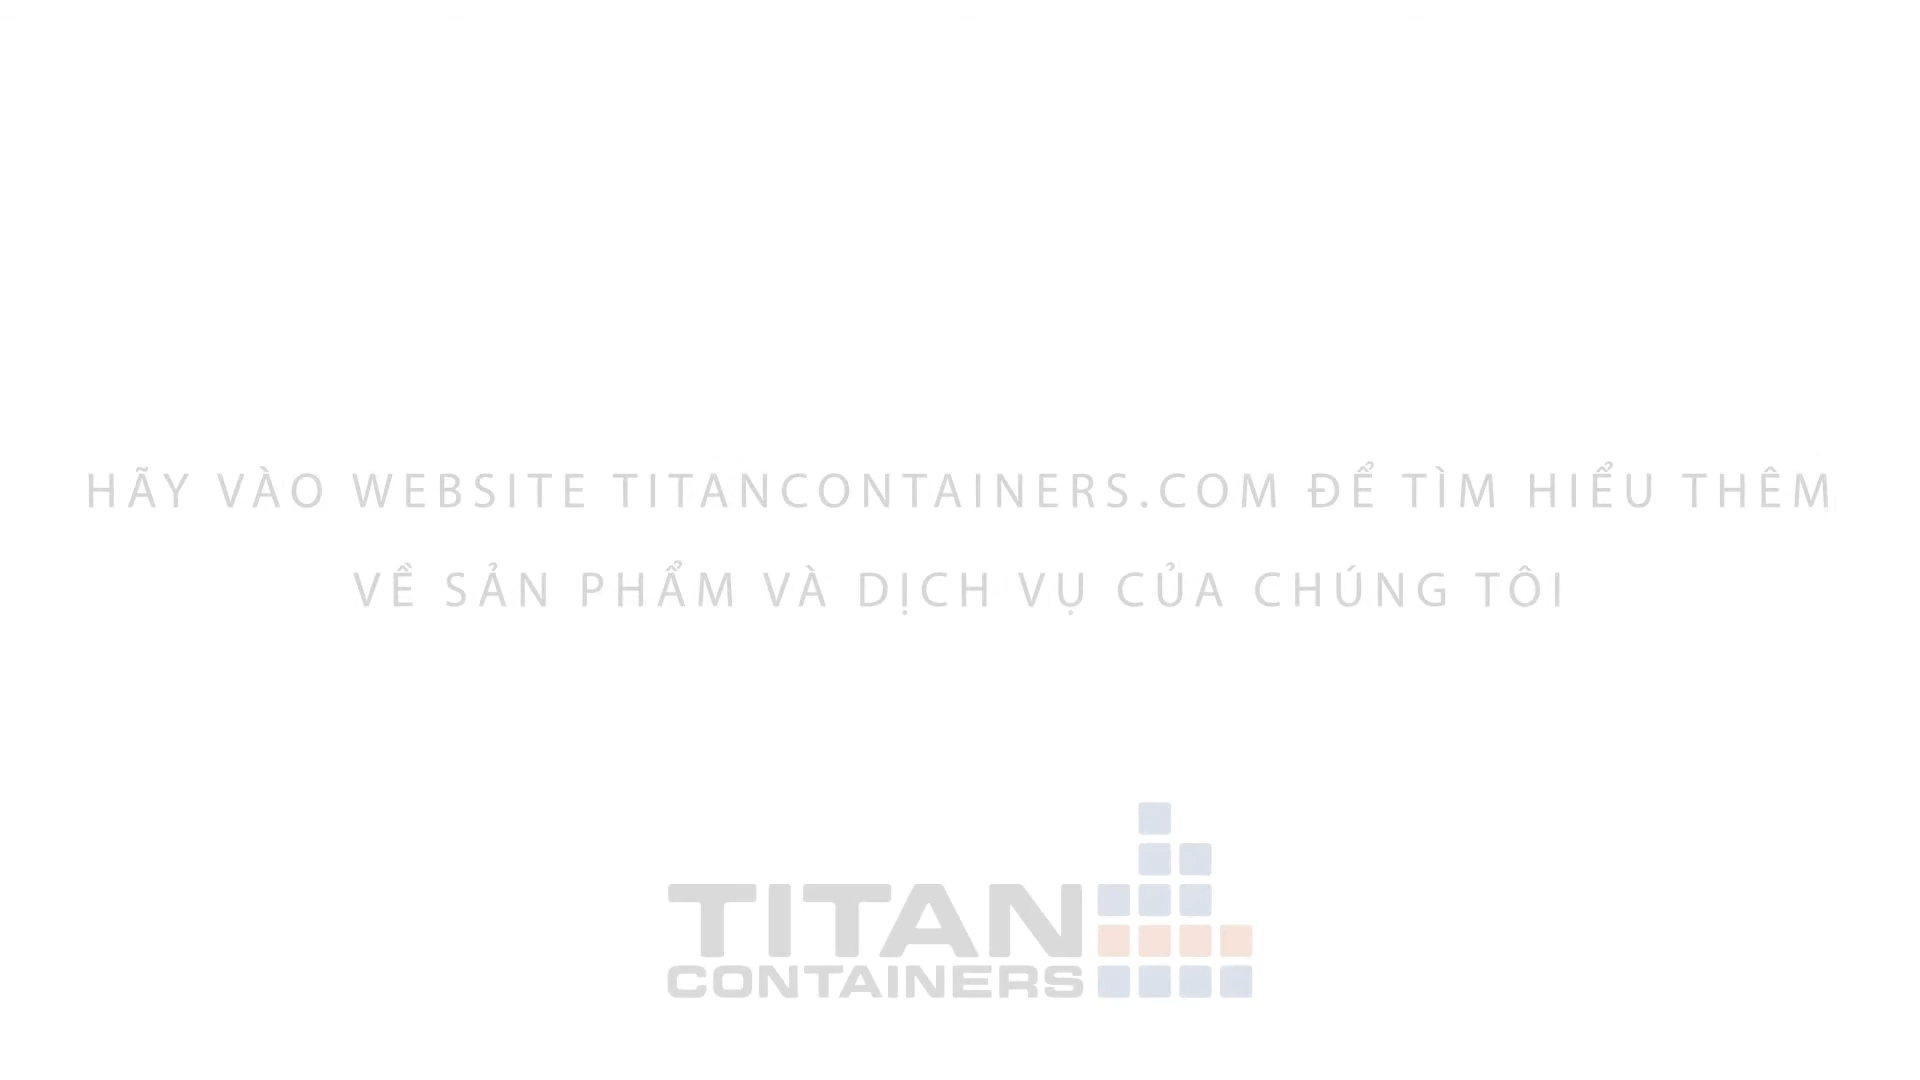 HÃY VÀO WEBSITE TITANCONTAINERS.COM ĐỂ TÌM HIỂU THÊM
VỀ SẢN PHẨM VÀ DỊCH VỤ CỦA CHÚNG TÔI
TITAN
CONTAINERS